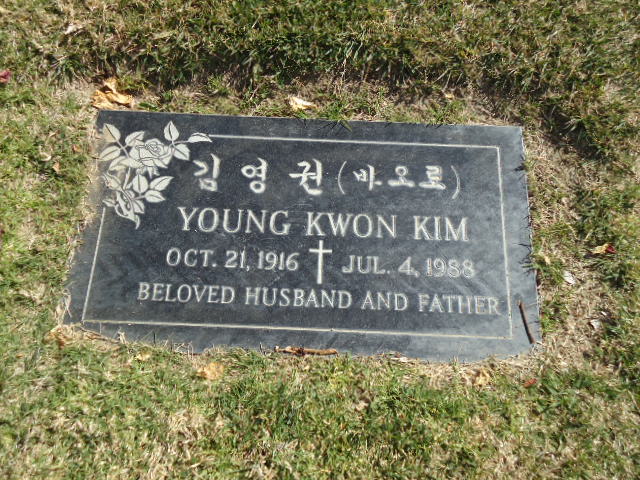 김영권(바.오로)
YOUNG KWON KIM
OCT. 21, 1916 JUL. 4, 1988
BELOVED HUSBAND AND FATHER